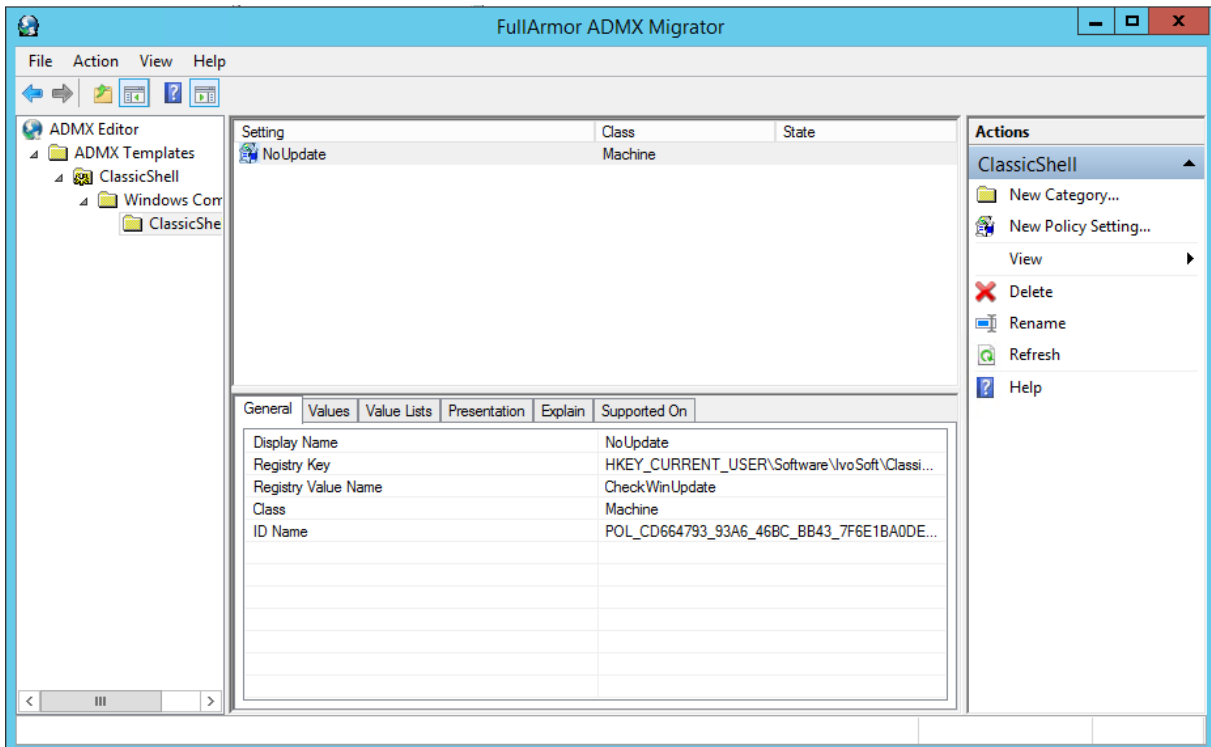 FullArmor ADMX Migrator
File Action View Help
ADMX Editor
ADMX Templates
ClassicShell
Windows Com
ClassicShe
Setting Class State
NoUpdate Machine
General Values Value Lists Presentation Explain Supported On
Display Name NoUpdate
Registry Key HKEY_CURRENT_USER\Software\IvoSoft\Classi...
Registry Value Name CheckWinUpdate
Class Machine
ID Name POL_CD664793_93A6_46BC_BB43_7F6E1BA0DE...
Actions
ClassicShell
New Category...
New Policy Setting...
View
Delete
Rename
Refresh
Help